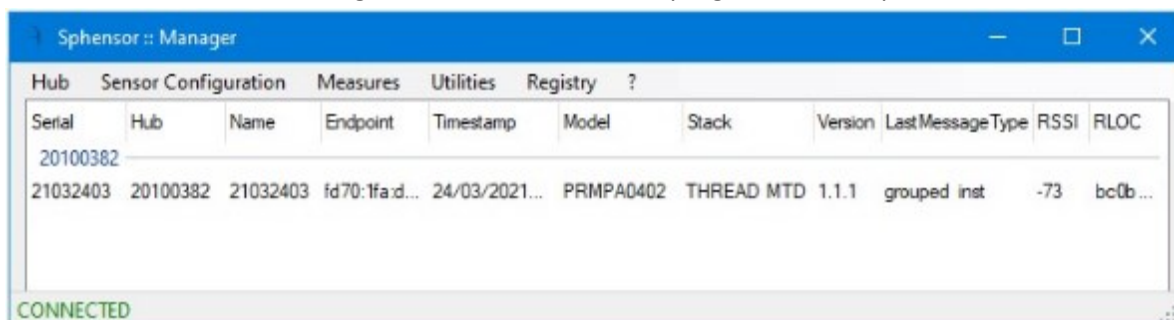 Sphensor :: Manager
Hub Sensor Configuration Measures Utilities Registry ?
Serial Hub Name Endpoint Timestamp Model Stack Version LastMessageType RSSI RLOC
20100382
21032403 20100382 21032403 fd70:1fa:d... 24/03/2021... PRMPA0402 THREAD MTD 1.1.1 grouped inst -73 bc0b...
CONNECTED